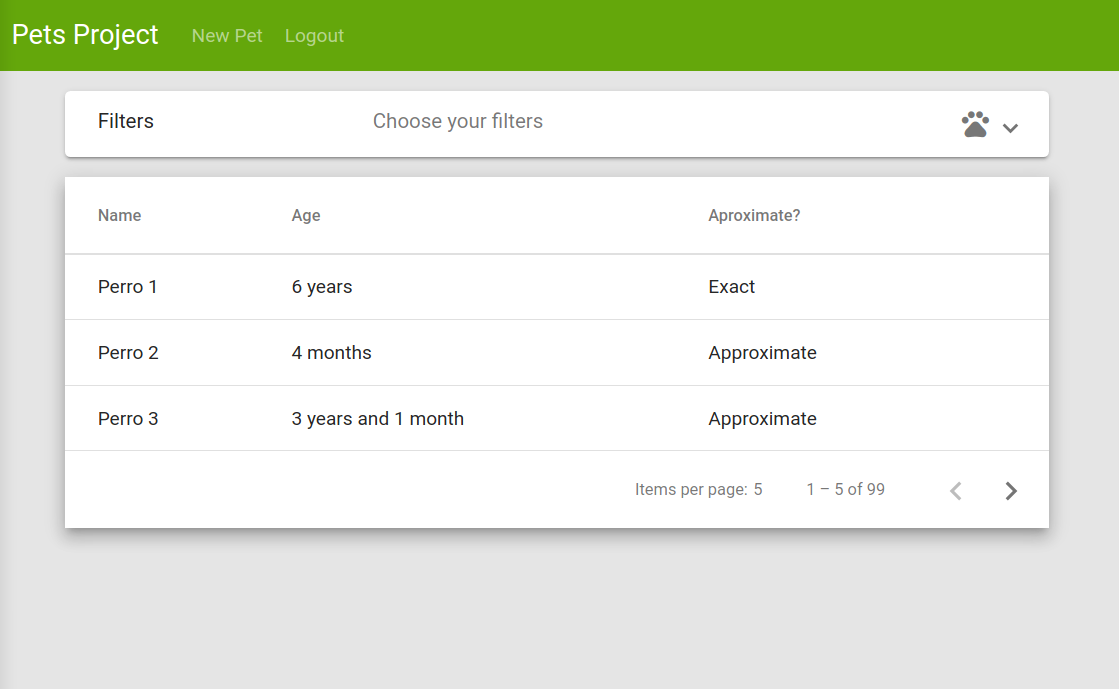 Pets Project New Pet Logout
Filters Choose your filters
Name Age Aproximate?
Perro 1 6 years Exact
Perro 2 4 months Approximate
Perro 3 3 years and 1 month Approximate
Items per page: 5 1 – 5 of 99